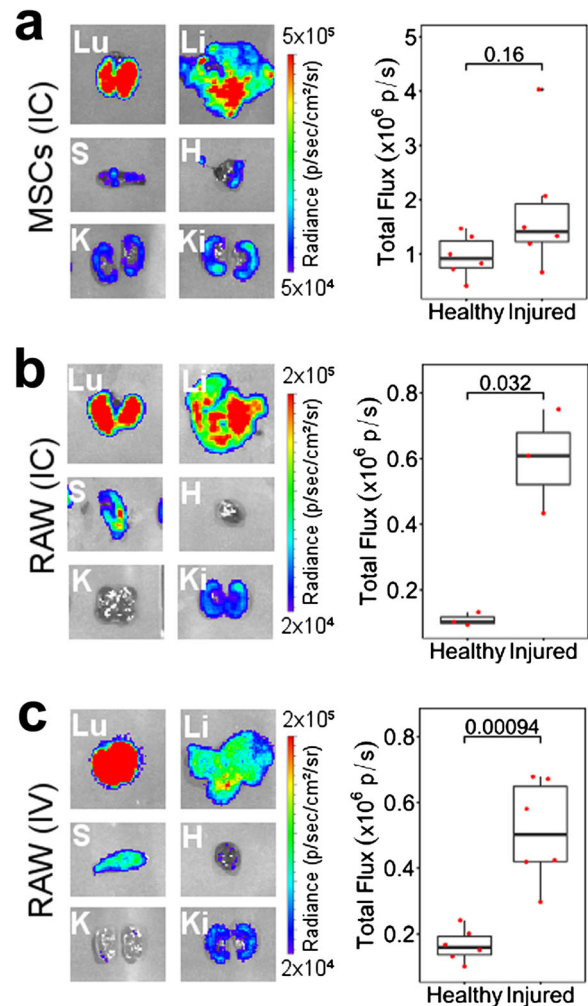 a
MSCs (IC)
Lu
Li
S
H
K
Ki
5x10⁵
Radiance (p/sec/cm²/sr)
5x10⁴
Total Flux (x10⁶ p/s)
5
4
2
1
0.16
Healthy Injured
b
RAW (IC)
Lu
Li
S
H
K
Ki
2x10⁵
Radiance (p/sec/cm²/sr)
2x10⁴
Total Flux (x10⁶ p/s)
0.8
0.6
0.4
0.2
0.032
Healthy Injured
c
RAW (IV)
Lu
Li
S
H
K
Ki
2x10⁵
Radiance (p/sec/cm²/sr)
2x10⁴
Total Flux (x10⁶ p/s)
0.8
0.6
0.4
0.2
0.00094
Healthy Injured